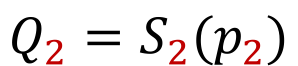 Q₂ = S₂(p₂)